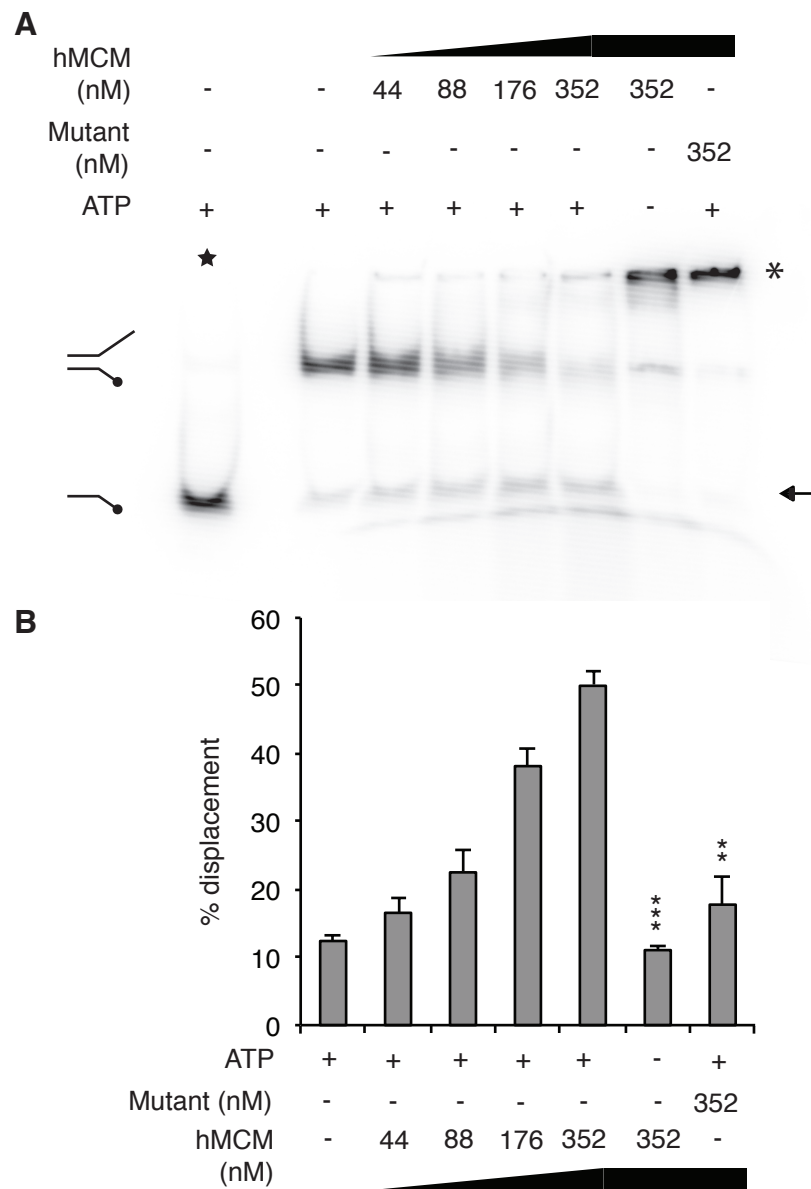 A
hMCM
(nM) - - 44 88 176 352 352 -
Mutant
(nM) - - - - - - - 352
ATP + + + + + + - +
★
*
B
60
50
40
30
20
10
0
% displacement
***
**
ATP + + + + + - +
Mutant (nM) - - - - - - 352
hMCM - 44 88 176 352 352 -
(nM)